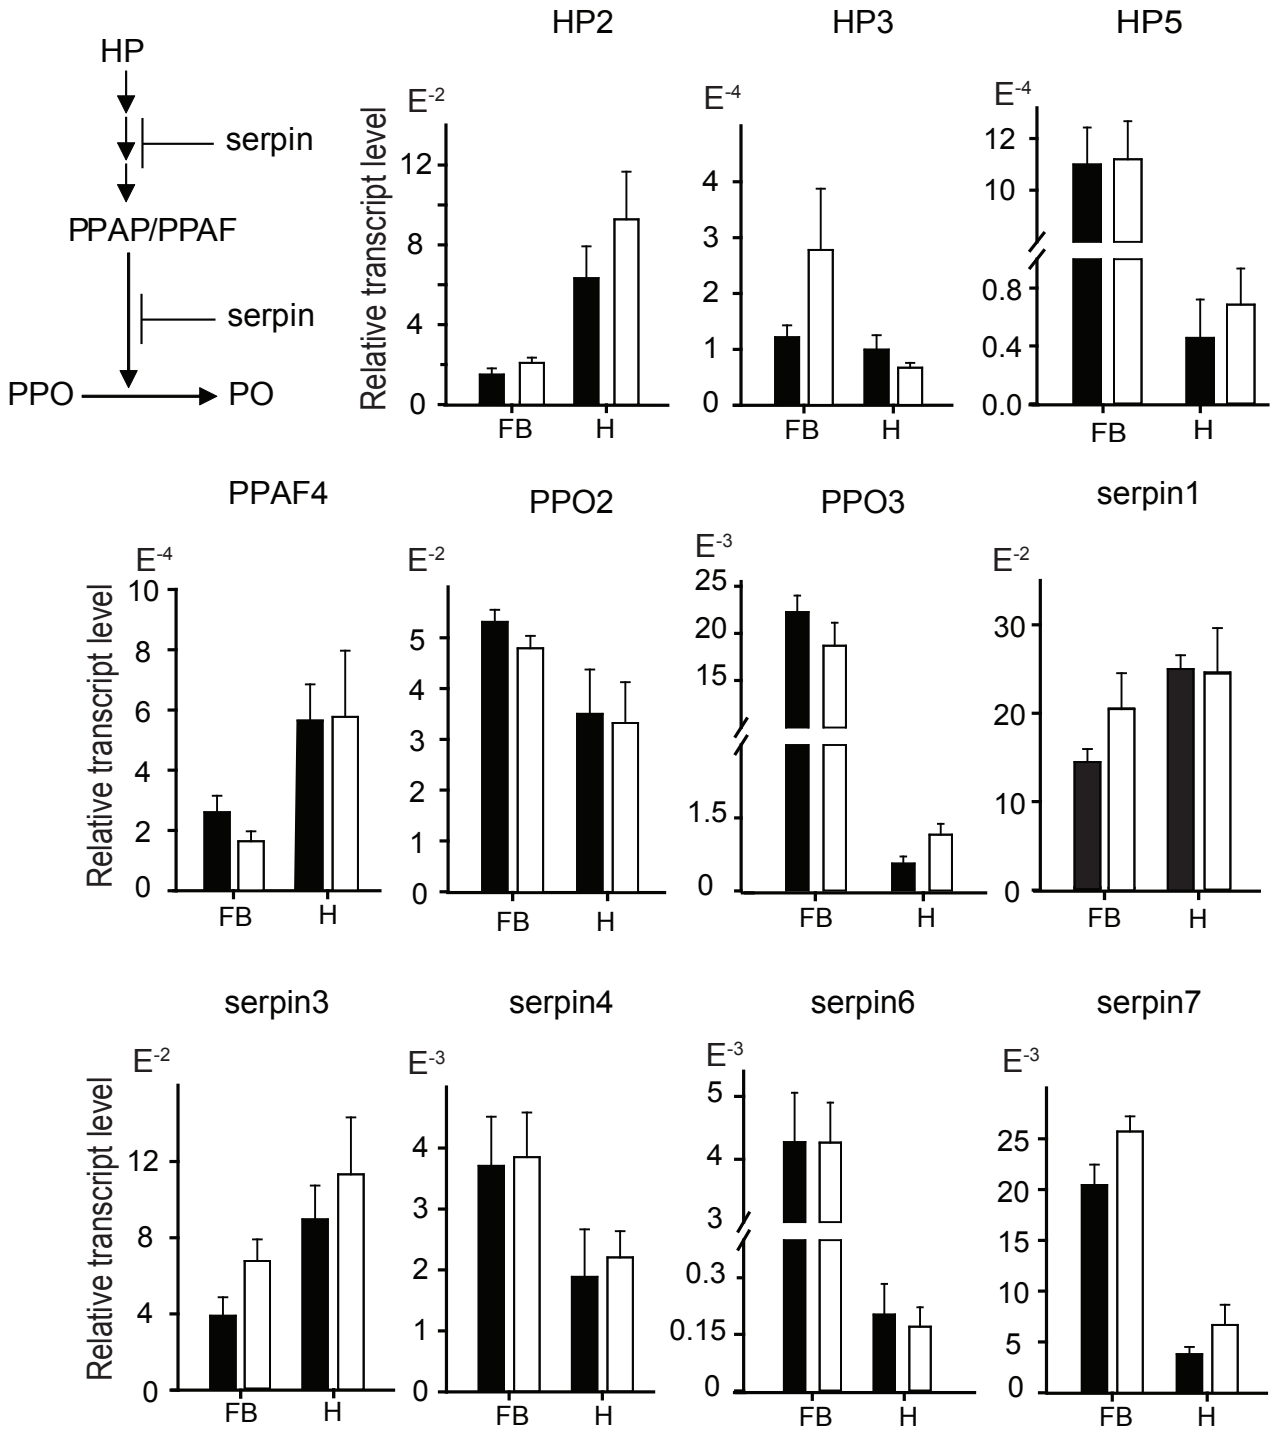 HP
serpin
PPAP/PPAF
serpin
PPO PO
HP2
E-2
Relative transcript level
12
8
4
0
FB H
HP3
E-4
4
3
2
1
0
FB H
HP5
E-4
12
10
0.8
0.4
0.0
FB H
PPAF4
E-4
Relative transcript level
10
8
6
4
2
0
FB H
PPO2
E-2
5
4
3
2
1
0
FB H
PPO3
E-3
25
20
15
1.5
0
FB H
serpin1
E-2
30
20
10
0
FB H
serpin3
E-2
Relative transcript level
12
8
4
0
FB H
serpin4
E-3
4
3
2
1
0
FB H
serpin6
E-3
5
4
3
0.3
0.15
0
FB H
serpin7
E-3
25
20
15
10
5
0
FB H